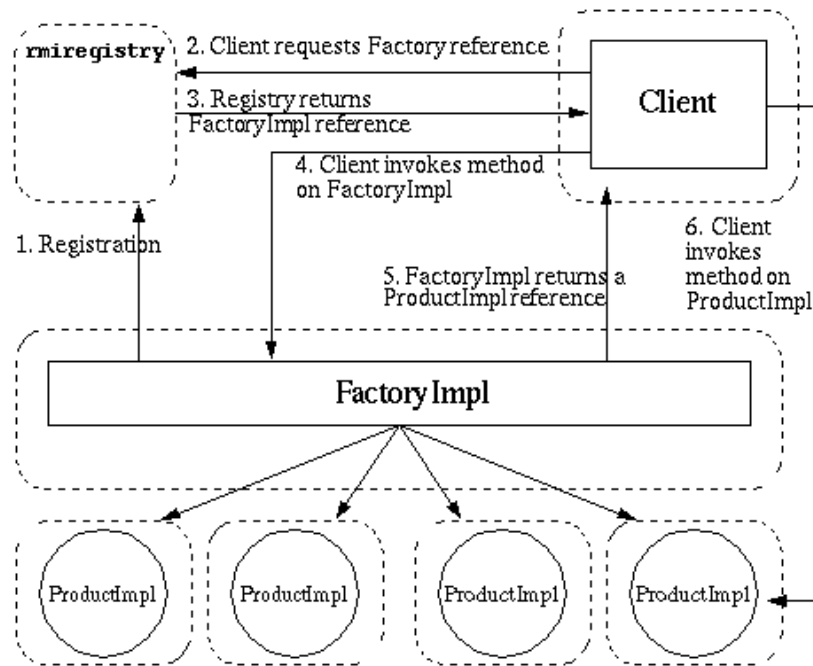 rmiregistry
2. Client requests Factory reference
3. Registry returns
FactoryImpl reference
Client
4. Client invokes method
on FactoryImpl
1. Registration
5. FactoryImpl returns a
ProductImpl reference
6. Client
invokes
method on
ProductImpl
FactoryImpl
ProductImpl
ProductImpl
ProductImpl
ProductImpl